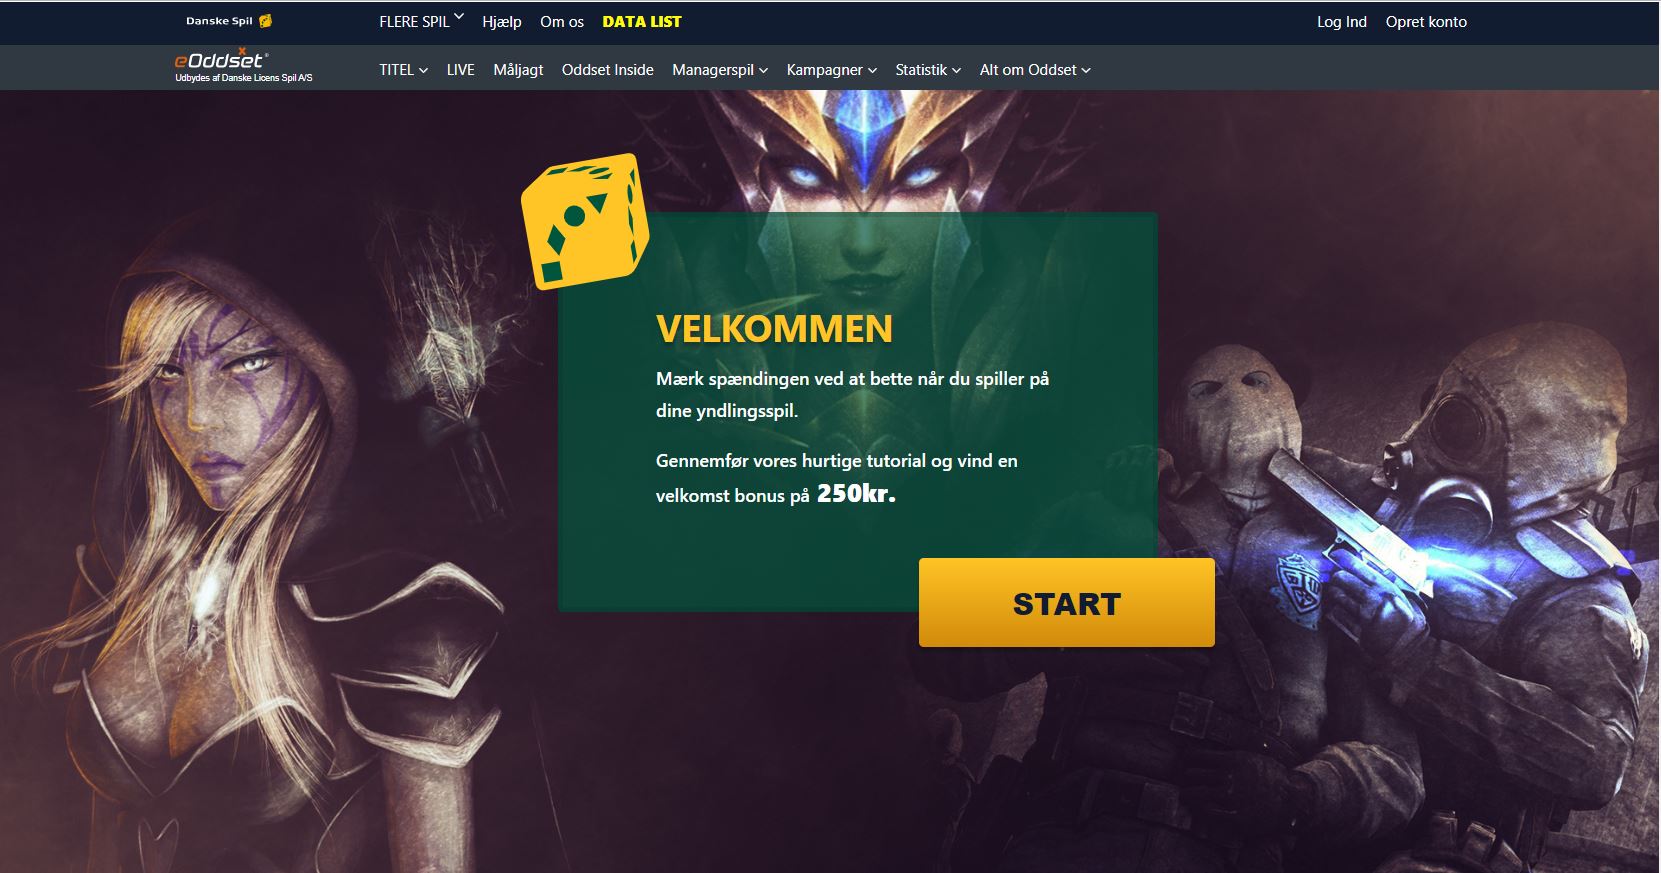 Danske Spil
FLERE SPIL Hjælp Om os DATA LIST
Log Ind Opret konto
eOddset
Udbydes af Danske Licens Spil A/S
TITEL LIVE Måljagt Oddset Inside Managerspil Kampagner Statistik Alt om Oddset
VELKOMMEN
Mærk spændingen ved at bette når du spiller på
dine yndlingsspil.
Gennemfør vores hurtige tutorial og vind en
velkomst bonus på 250kr.
START